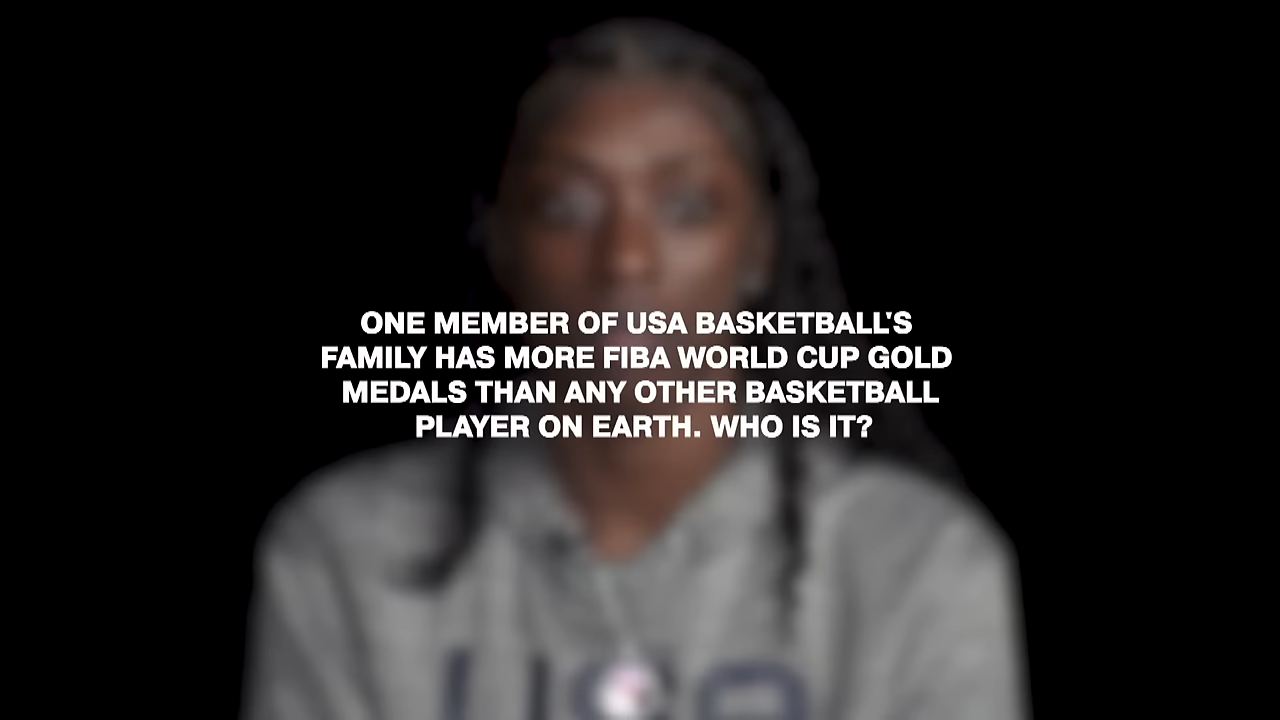 ONE MEMBER OF USA BASKETBALL'S
FAMILY HAS MORE FIBA WORLD CUP GOLD
MEDALS THAN ANY OTHER BASKETBALL
PLAYER ON EARTH. WHO IS IT?
USA